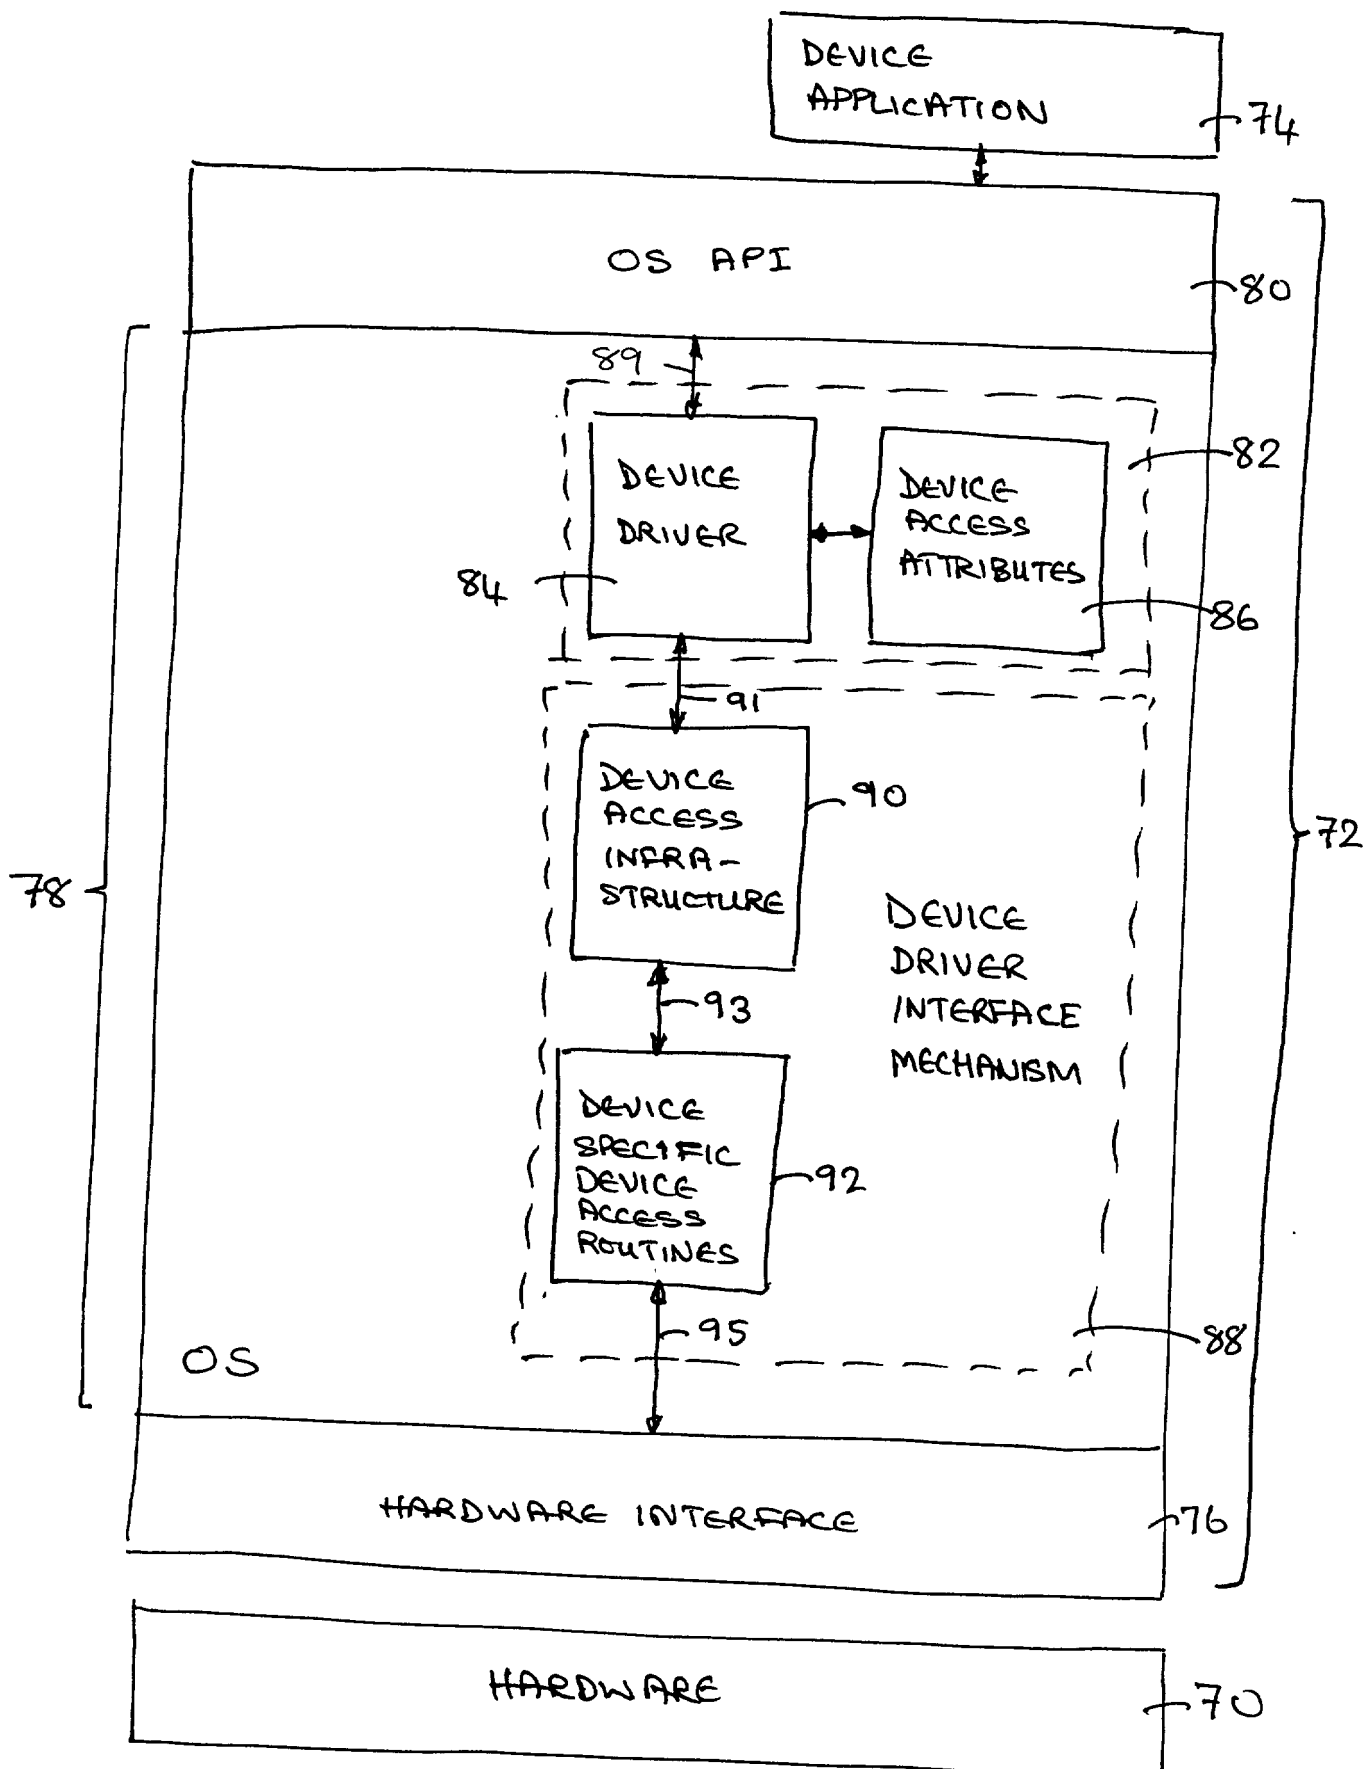 DEVICE
APPLICATION
74
OS API
80
89
82
DEVICE
DRIVER
DEVICE
ACCESS
ATTRIBUTES
84
86
91
DEVICE
ACCESS
INFRA-
STRUCTURE
90
72
78
DEVICE
DRIVER
INTERFACE
MECHANISM
93
DEVICE
SPECIFIC
DEVICE
ACCESS
ROUTINES
92
95
88
OS
HARDWARE INTERFACE
76
HARDWARE
70